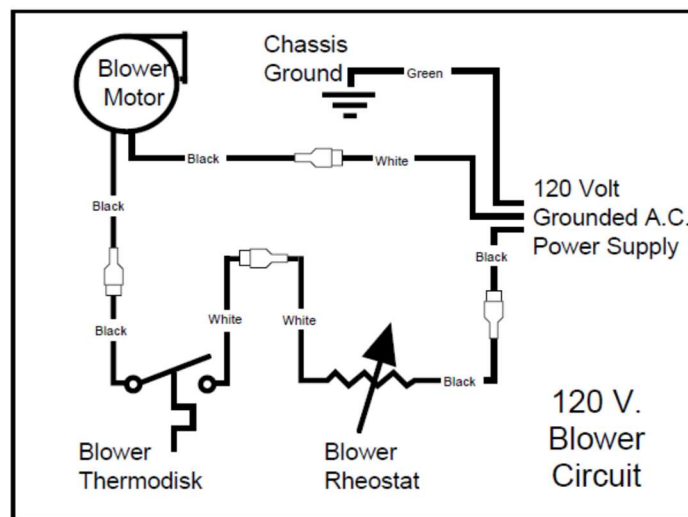 Blower
Motor
Chassis
Ground
Green
Black
White
120 Volt
Grounded A.C.
Power Supply
Black
Black
Black
White
White
Black
Blower
Thermodisk
Blower
Rheostat
120 V.
Blower
Circuit